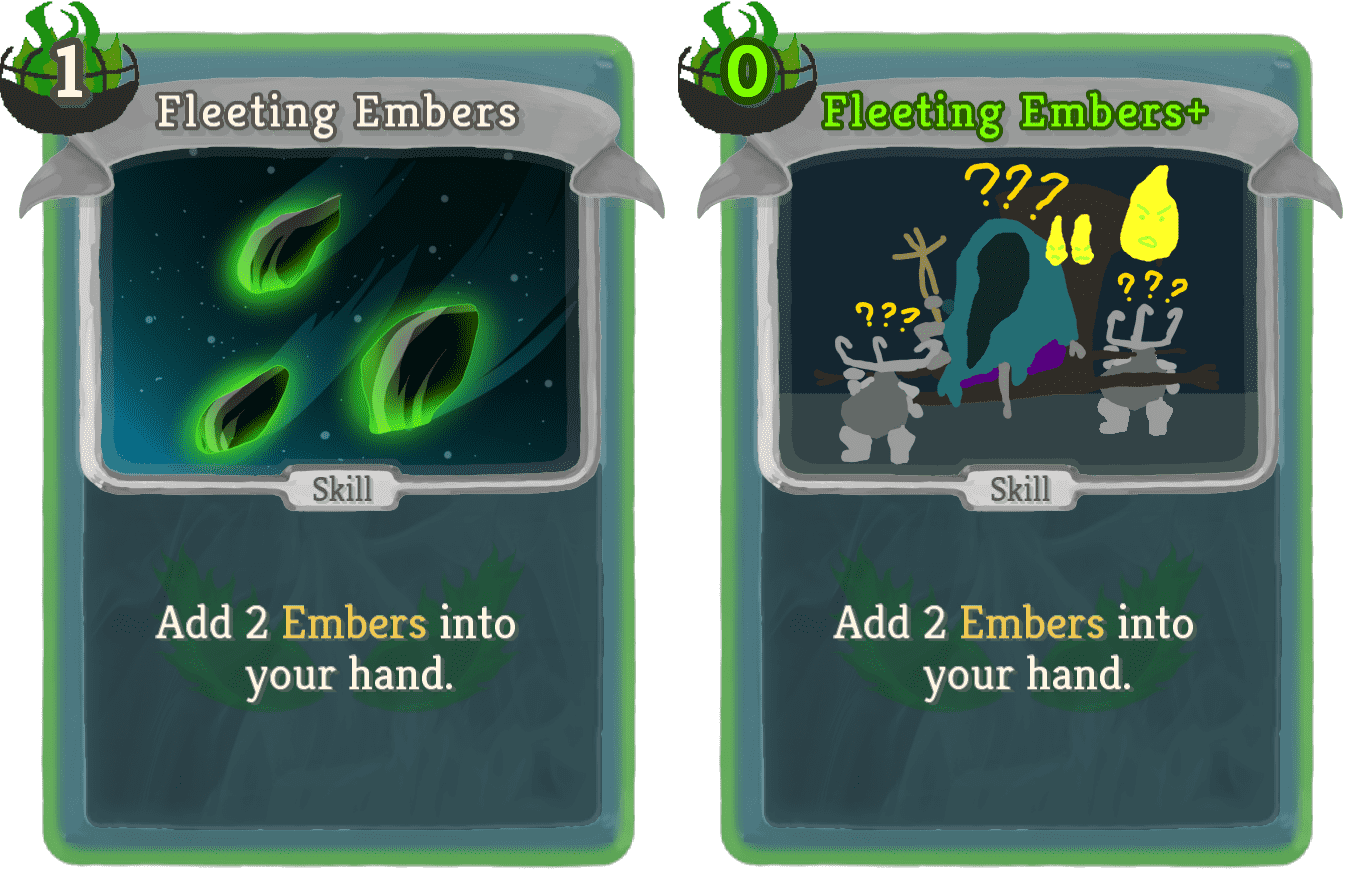 1
Fleeting Embers
Skill
Add 2 Embers into
your hand.
0
Fleeting Embers+
???
???
???
Skill
Add 2 Embers into
your hand.